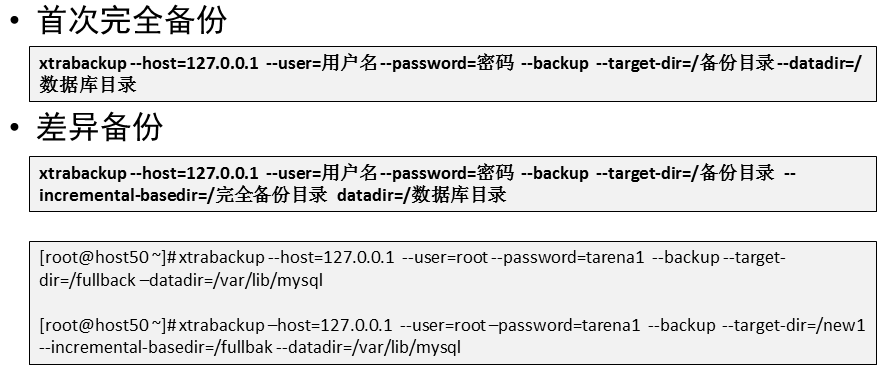 • 首次完全备份
xtrabackup --host=127.0.0.1 --user=用户名 --password=密码 --backup --target-dir=/备份目录 --datadir=/
数据库目录
• 差异备份
xtrabackup --host=127.0.0.1 --user=用户名 --password=密码 --backup --target-dir=/备份目录 --
incremental-basedir=/完全备份目录 datadir=/数据库目录
[root@host50 ~]# xtrabackup --host=127.0.0.1 --user=root --password=tarena1 --backup --target-
dir=/fullback –datadir=/var/lib/mysql
[root@host50 ~]# xtrabackup –host=127.0.0.1 --user=root –password=tarena1 --backup --target-dir=/new1
--incremental-basedir=/fullbak --datadir=/var/lib/mysql